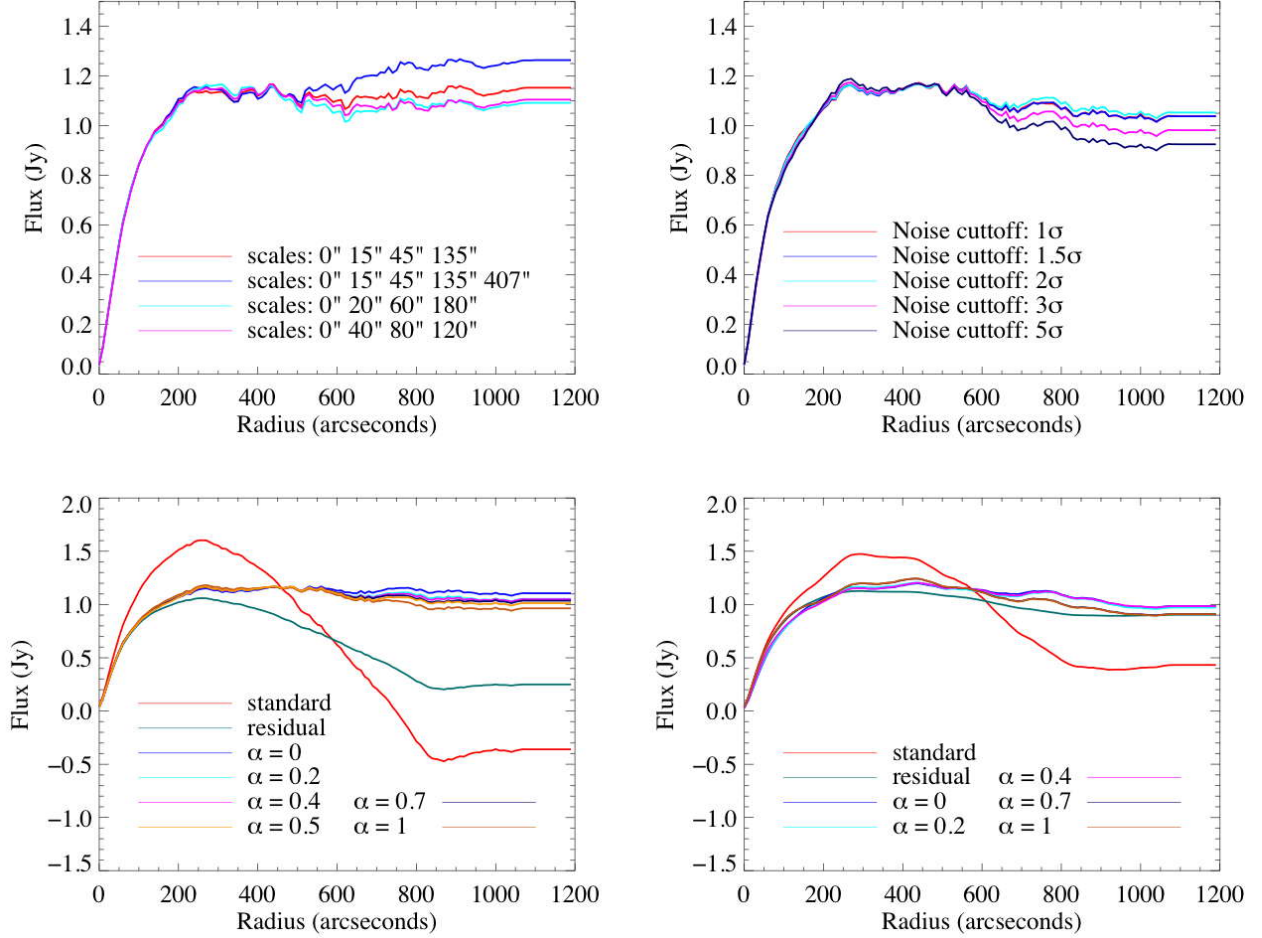 1.4
1.2
1.0
0.8
0.6
0.4
0.2
0.0
Flux (Jy)
scales: 0" 15" 45" 135"
scales: 0" 15" 45" 135" 407"
scales: 0" 20" 60" 180"
scales: 0" 40" 80" 120"
0 200 400 600 800 1000 1200
Radius (arcseconds)
1.4
1.2
1.0
0.8
0.6
0.4
0.2
0.0
Flux (Jy)
Noise cuttoff: 1σ
Noise cuttoff: 1.5σ
Noise cuttoff: 2σ
Noise cuttoff: 3σ
Noise cuttoff: 5σ
0 200 400 600 800 1000 1200
Radius (arcseconds)
2.0
1.5
1.0
0.5
0.0
−0.5
−1.0
−1.5
Flux (Jy)
standard
residual
α = 0
α = 0.2
α = 0.4 α = 0.7
α = 0.5 α = 1
0 200 400 600 800 1000 1200
Radius (arcseconds)
2.0
1.5
1.0
0.5
0.0
−0.5
−1.0
−1.5
Flux (Jy)
standard
residual α = 0.4
α = 0 α = 0.7
α = 0.2 α = 1
0 200 400 600 800 1000 1200
Radius (arcseconds)